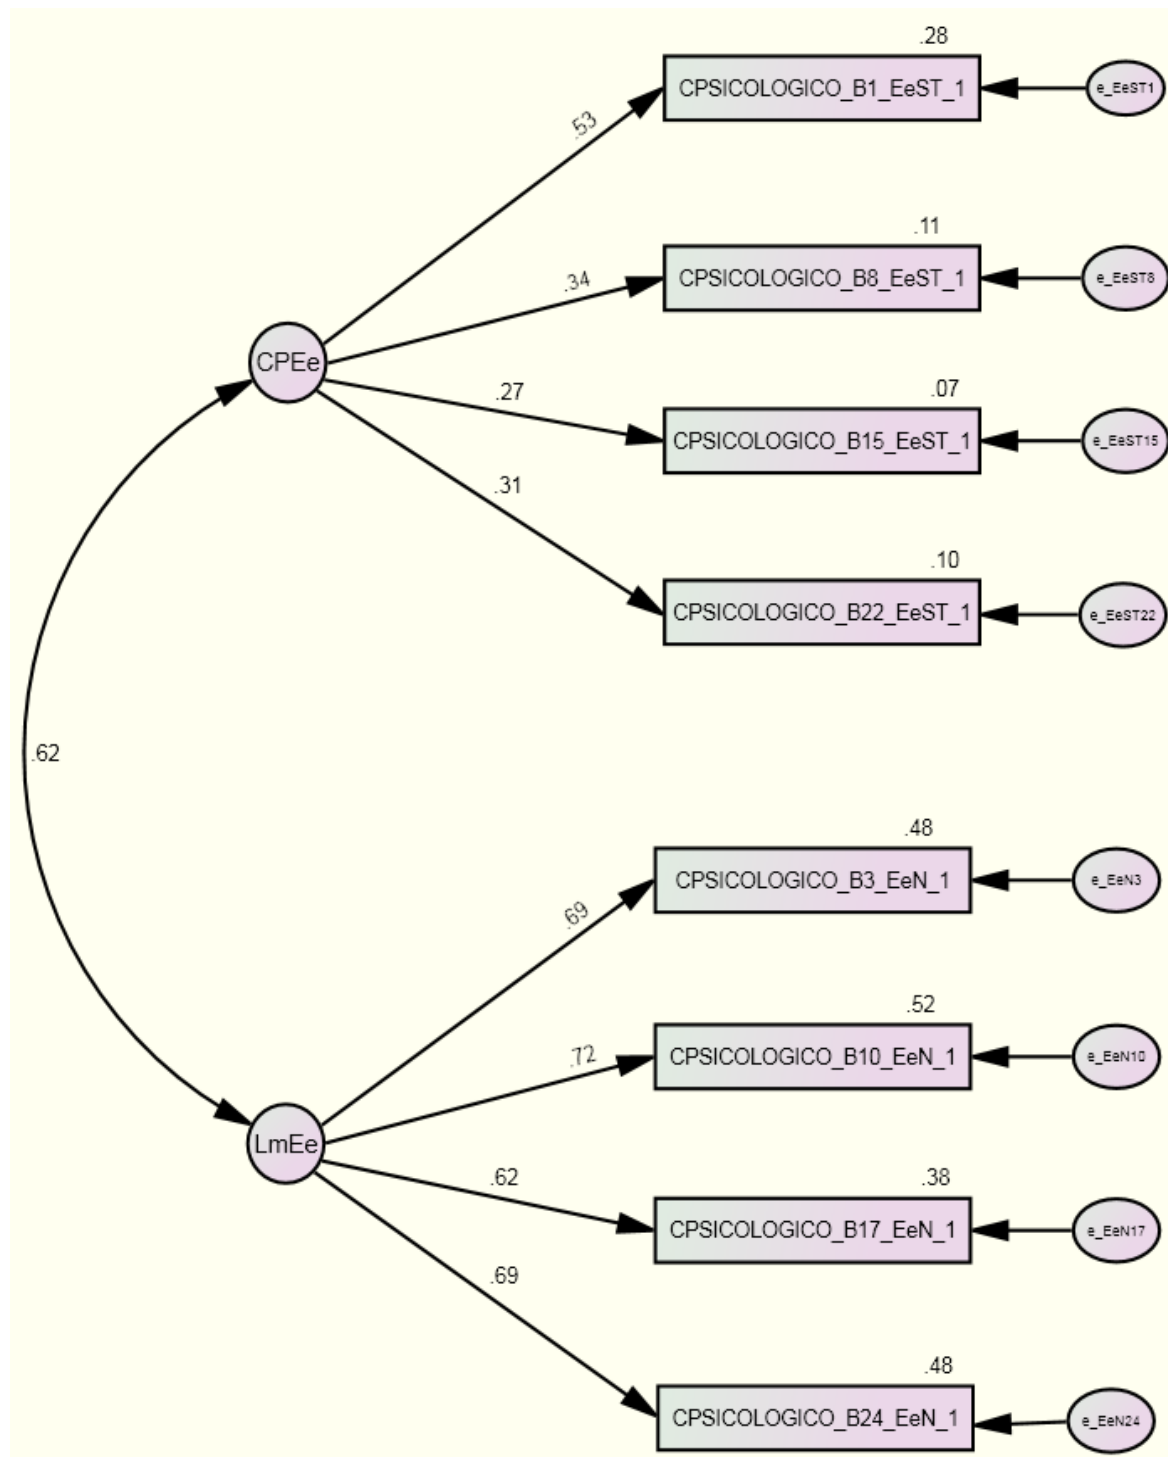 .28
CPSICOLOGICO_B1_EeST_1
e_EeST1
.53
.11
CPSICOLOGICO_B8_EeST_1
e_EeST8
.34
CPEe
.07
.27
CPSICOLOGICO_B15_EeST_1
e_EeST15
.31
.10
CPSICOLOGICO_B22_EeST_1
e_EeST22
.62
.48
CPSICOLOGICO_B3_EeN_1
e_EeN3
.69
.52
CPSICOLOGICO_B10_EeN_1
e_EeN10
.72
LmEe
.38
.62
CPSICOLOGICO_B17_EeN_1
e_EeN17
.69
.48
CPSICOLOGICO_B24_EeN_1
e_EeN24